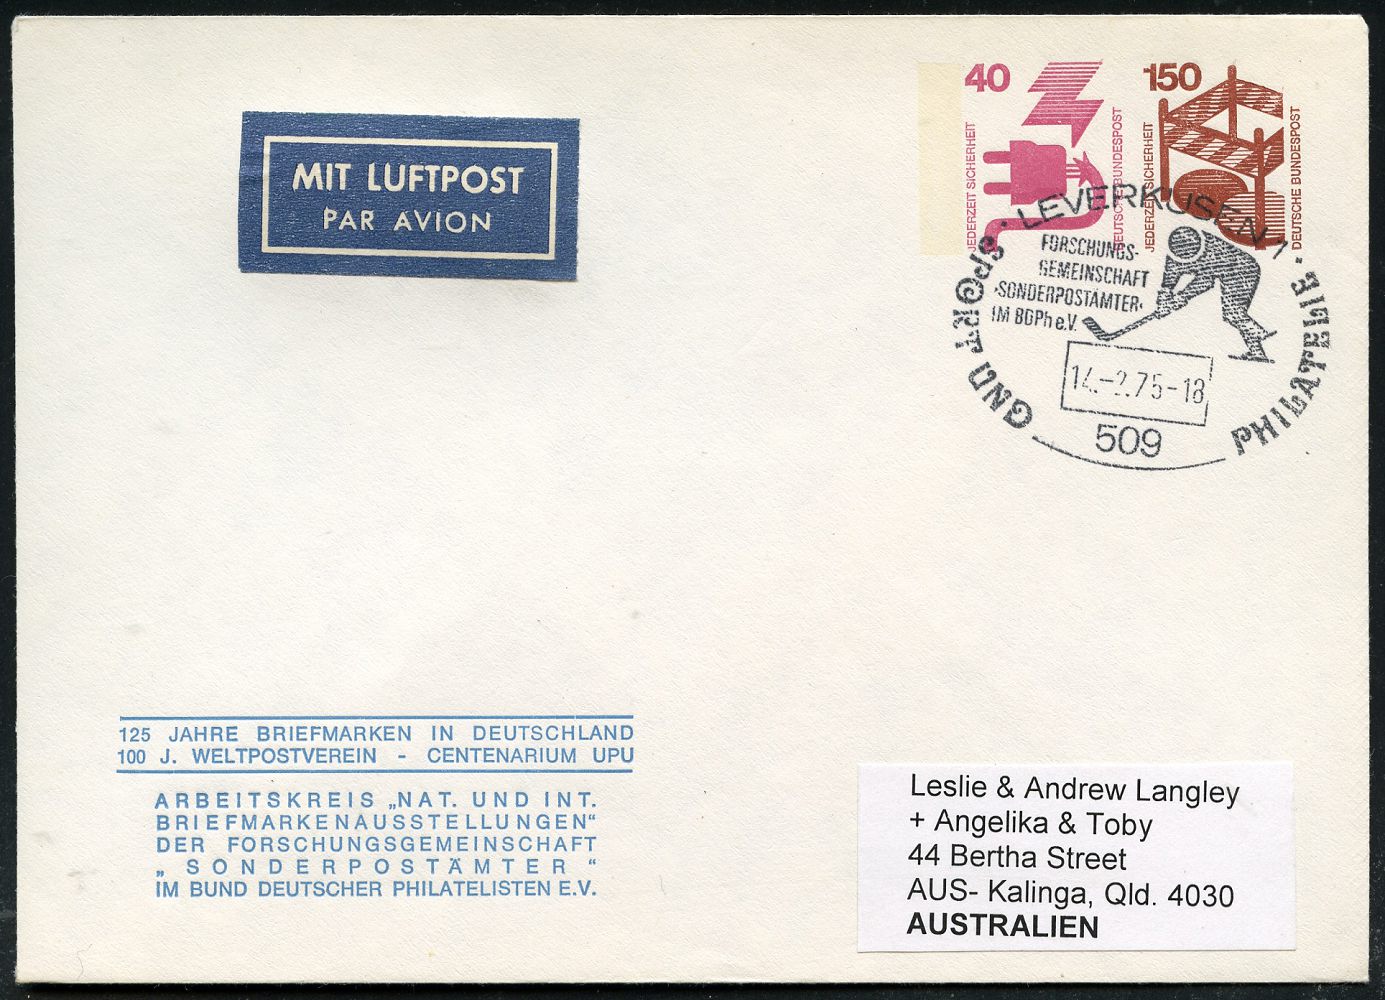 MIT LUFTPOST
PAR AVION
40
JEDERZEIT SICHERHEIT
DEUTSCHE BUNDESPOST
150
JEDERZEIT SICHERHEIT
DEUTSCHE BUNDESPOST
· LEVERKUSEN 1 ·
FORSCHUNGS-
GEMEINSCHAFT
·SONDERPOSTÄMTER·
IM BDPh e.V.
14.-2.75-18
509
SPORT UND PHILATELIE
125 JAHRE BRIEFMARKEN IN DEUTSCHLAND
100 J. WELTPOSTVEREIN - CENTENARIUM UPU
ARBEITSKREIS „NAT. UND INT.
BRIEFMARKENAUSSTELLUNGEN“
DER FORSCHUNGSGEMEINSCHAFT
„SONDERPOSTÄMTER“
IM BUND DEUTSCHER PHILATELISTEN E.V.
Leslie & Andrew Langley
+ Angelika & Toby
44 Bertha Street
AUS- Kalinga, Qld. 4030
AUSTRALIEN